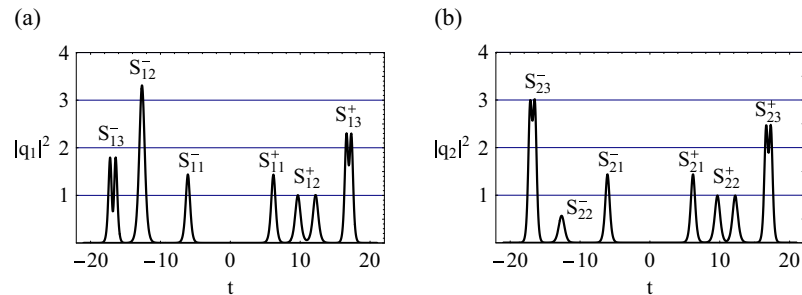 (a)
4
3
2
1
|q₁|²
S₁₃⁻
S₁₂⁻
S₁₁⁻
S₁₁⁺
S₁₂⁺
S₁₃⁺
−20 −10 0 10 20
t
(b)
4
3
2
1
|q₂|²
S₂₃⁻
S₂₂⁻
S₂₁⁻
S₂₁⁺
S₂₂⁺
S₂₃⁺
−20 −10 0 10 20
t